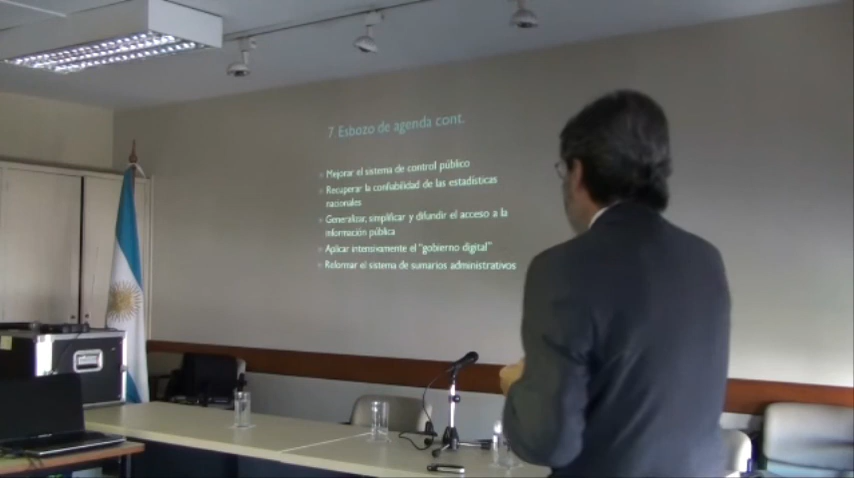 7 Esbozo de agenda cont.
Mejorar el sistema de control público
Recuperar la confiabilidad de las estadísticas
nacionales
Generalizar, simplificar y difundir el acceso a la
información pública
Aplicar intensivamente el "gobierno digital"
Reformar el sistema de sumarios administrativos